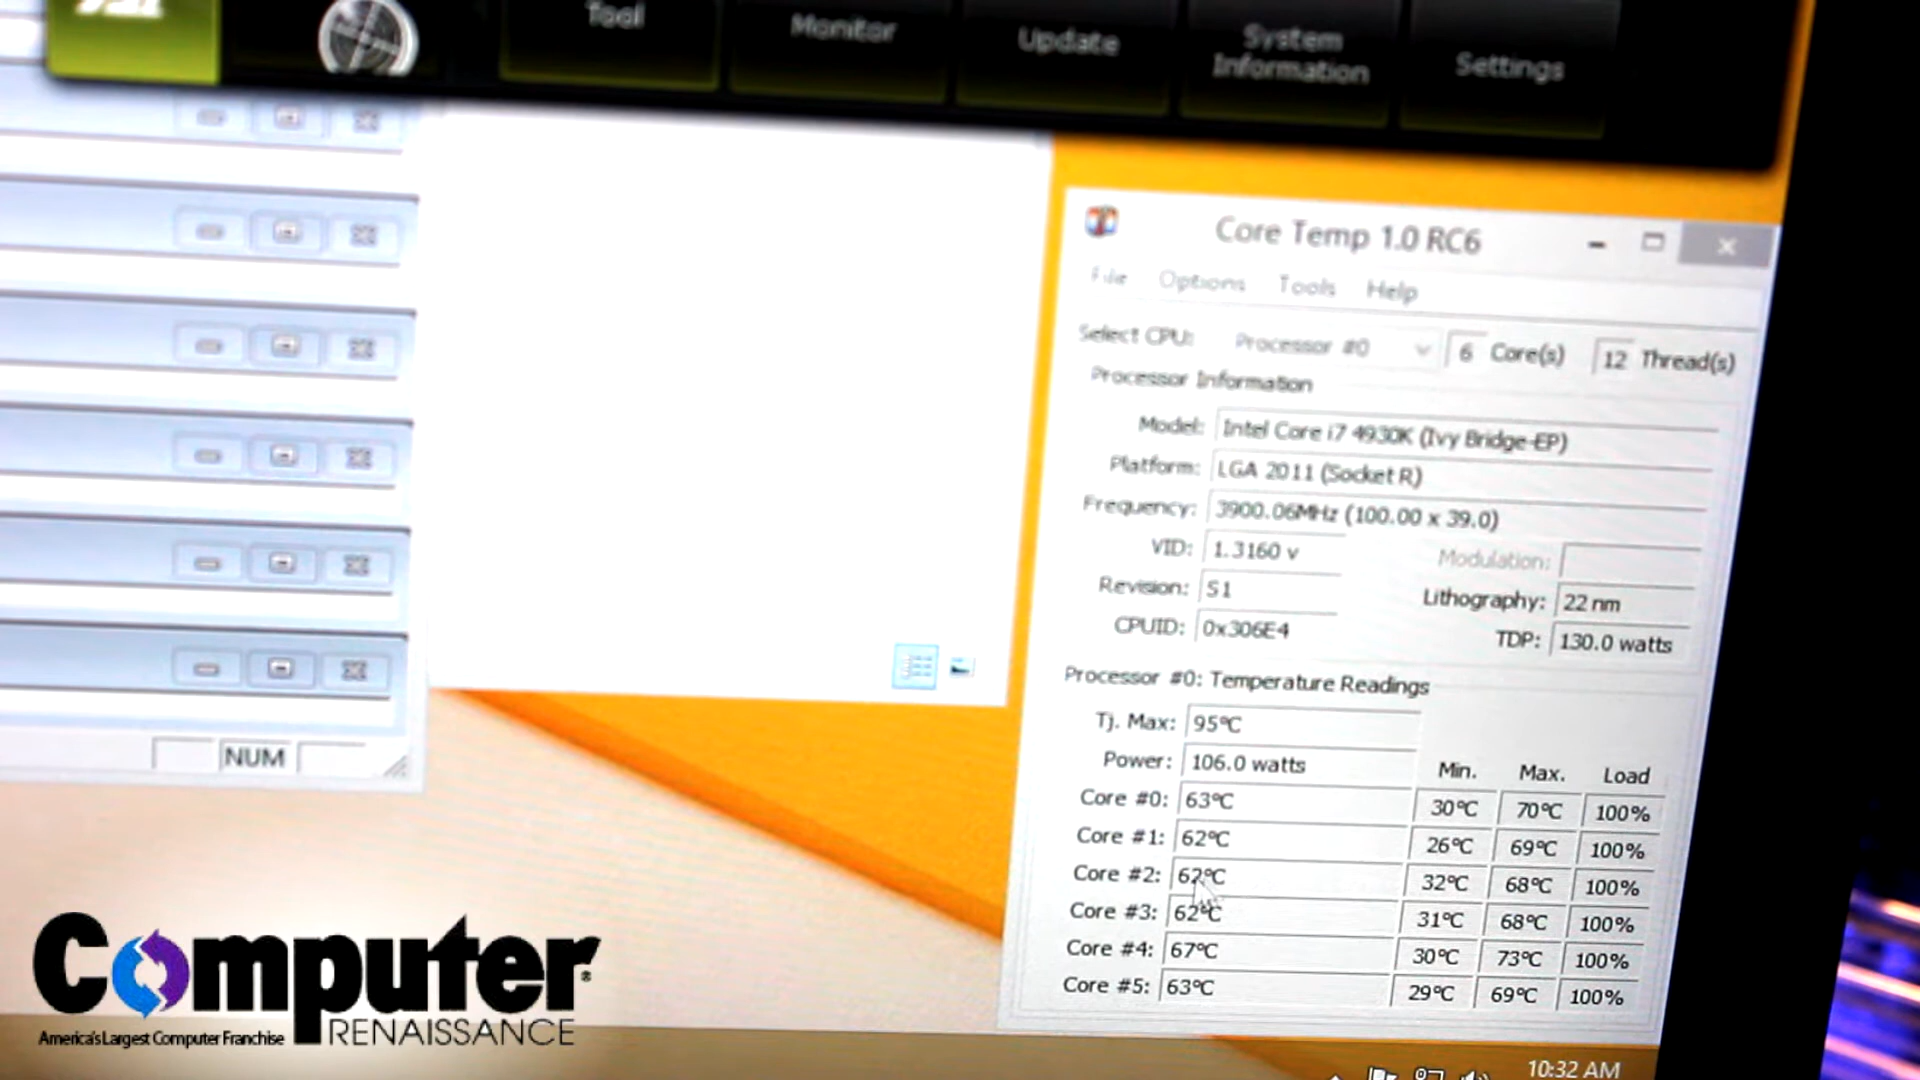 Tool
Monitor
Update
System
Information
Settings
Core Temp 1.0 RC6
File Options Tools Help
Select CPU: Processor #0 6 Core(s) 12 Thread(s)
Processor Information
Model: Intel Core i7 4930K (Ivy Bridge-EP)
Platform: LGA 2011 (Socket R)
Frequency: 3900.06MHz (100.00 x 39.0)
VID: 1.3160 v Modulation:
Revision: S1 Lithography: 22 nm
CPUID: 0x306E4 TDP: 130.0 watts
Processor #0: Temperature Readings
Tj. Max: 95°C
Power: 106.0 watts Min. Max. Load
Core #0: 63°C 30°C 70°C 100%
Core #1: 62°C 26°C 69°C 100%
Core #2: 62°C 32°C 68°C 100%
Core #3: 62°C 31°C 68°C 100%
Core #4: 67°C 30°C 73°C 100%
Core #5: 63°C 29°C 69°C 100%
NUM
10:32 AM
Computer
RENAISSANCE
America's Largest Computer Franchise